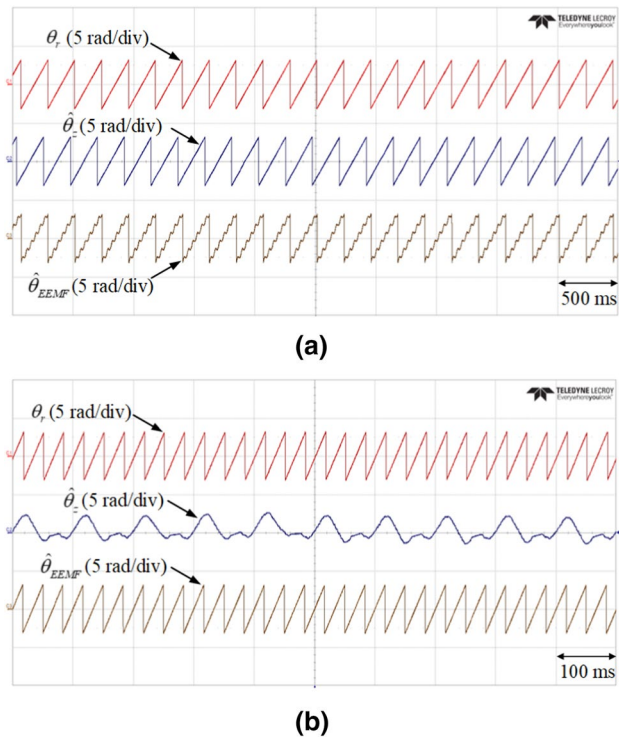 TELEDYNE LECROY
Everywhereyoulook
θr (5 rad/div)
θ̂z (5 rad/div)
θ̂EEMF (5 rad/div)
500 ms
(a)
TELEDYNE LECROY
Everywhereyoulook
θr (5 rad/div)
θ̂z (5 rad/div)
θ̂EEMF (5 rad/div)
100 ms
(b)